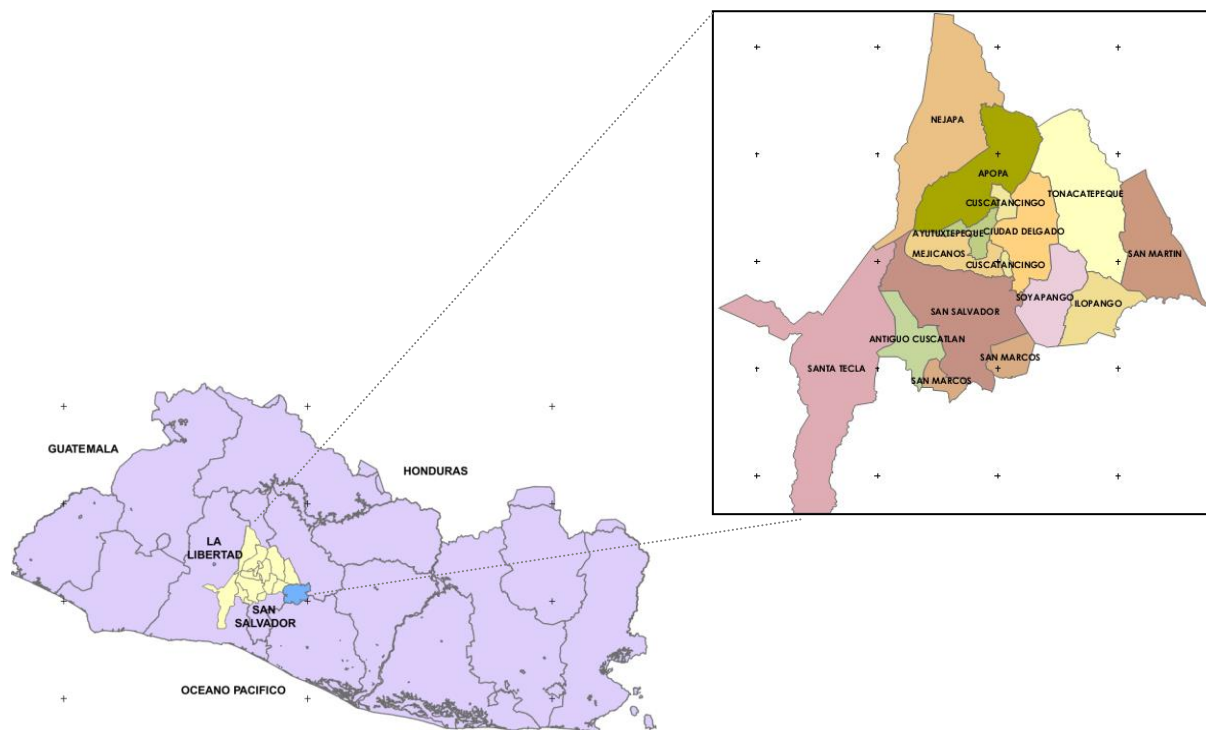 NEJAPA
APOPA
CUSCATANCINGO
TONACATEPEQUE
AYUTUXTEPEQUE
CIUDAD DELGADO
MEJICANOS
CUSCATANCINGO
SAN MARTIN
SOYAPANGO
ILOPANGO
SAN SALVADOR
ANTIGUO CUSCATLAN
SANTA TECLA
SAN MARCOS
SAN MARCOS
GUATEMALA
HONDURAS
LA
LIBERTAD
SAN
SALVADOR
OCEANO PACIFICO